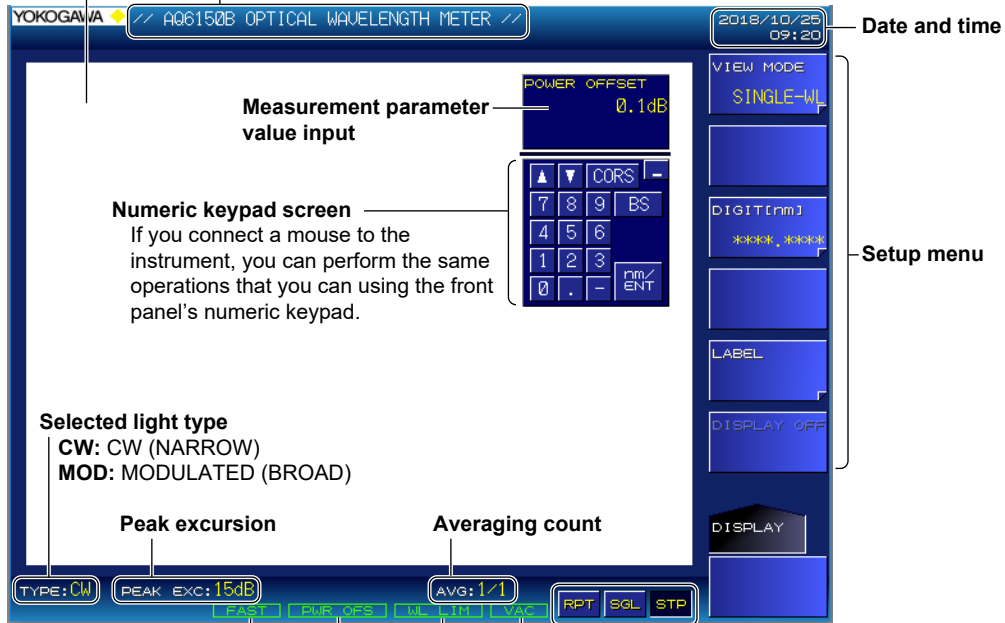 YOKOGAWA
// AQ6150B OPTICAL WAVELENGTH METER //
2018/10/25
09:20
Date and time
VIEW MODE
SINGLE-WL
POWER OFFSET
0.1dB
Measurement parameter
value input
▲ ▼ CORS -
7 8 9 BS
4 5 6
1 2 3
0 . - nm/
ENT
Numeric keypad screen
If you connect a mouse to the
instrument, you can perform the same
operations that you can using the front
panel's numeric keypad.
DIGIT[nm]
****.****
Setup menu
LABEL
DISPLAY OFF
Selected light type
CW: CW (NARROW)
MOD: MODULATED (BROAD)
Peak excursion
Averaging count
DISPLAY
TYPE:CW
PEAK EXC:15dB
AVG:1/1
FAST
PWR OFS
WL LIM
VAC
RPT
SGL
STP